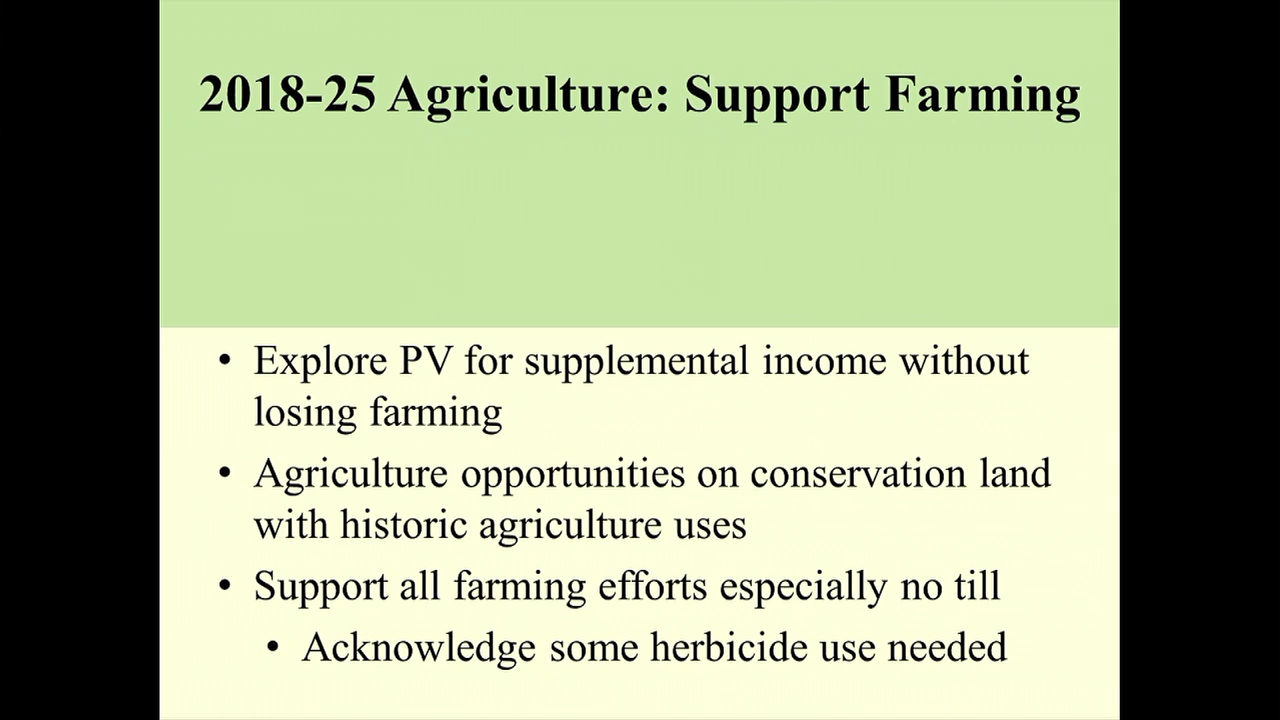 2018-25 Agriculture: Support Farming
• Explore PV for supplemental income without
losing farming
• Agriculture opportunities on conservation land
with historic agriculture uses
• Support all farming efforts especially no till
• Acknowledge some herbicide use needed